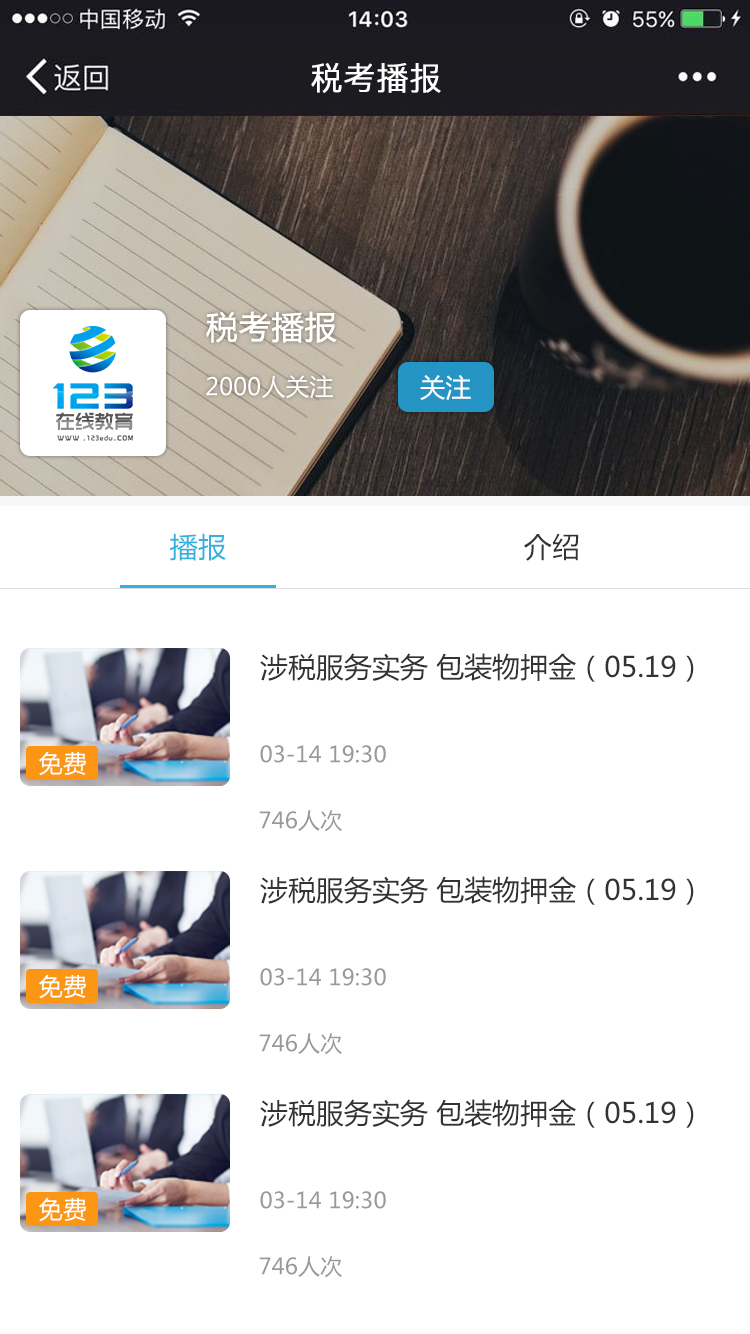 中国移动 14:03 55%
返回 税考播报
税考播报
2000人关注 关注
123
在线教育
www.123edu.com
播报 介绍
涉税服务实务 包装物押金（05.19）
免费
03-14 19:30
746人次
涉税服务实务 包装物押金（05.19）
免费
03-14 19:30
746人次
涉税服务实务 包装物押金（05.19）
免费
03-14 19:30
746人次